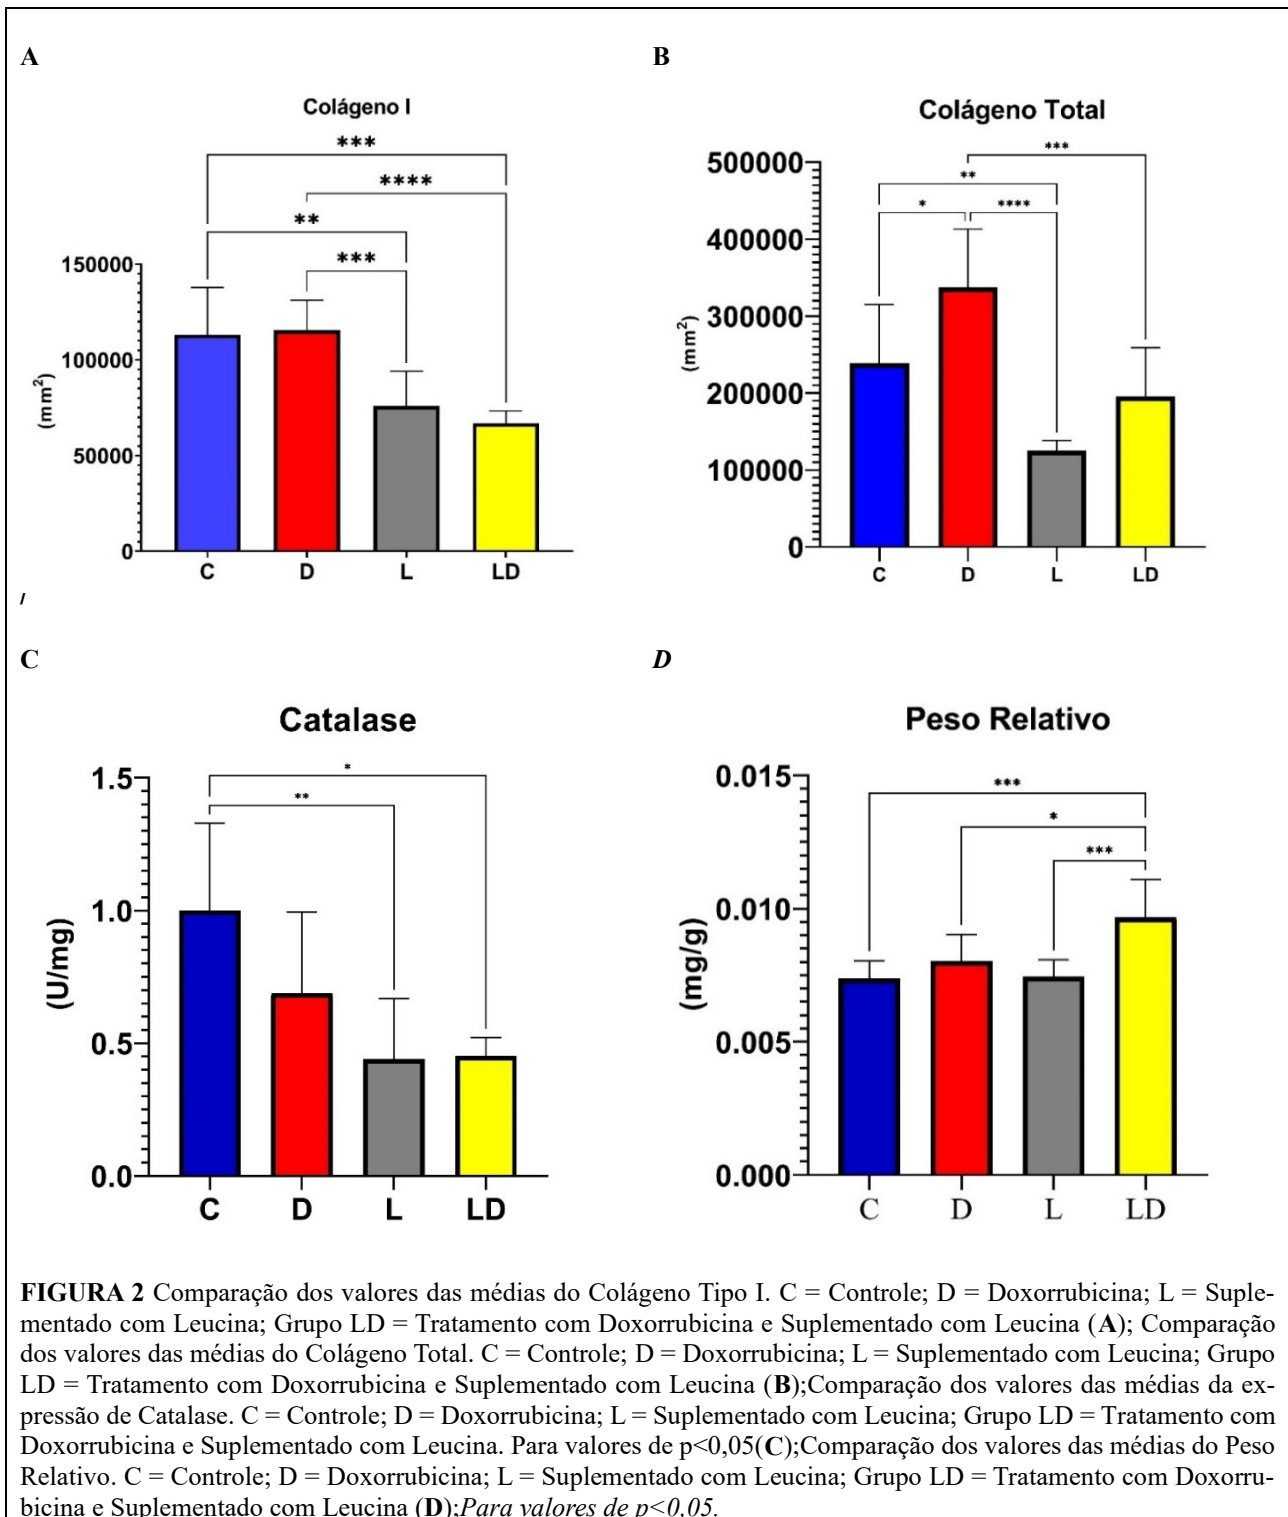 A
B
Colágeno I
***
****
**
***
150000
100000
50000
0
(mm²)
C D L LD
Colágeno Total
***
**
* ****
500000
400000
300000
200000
100000
0
(mm²)
C D L LD
/
C
D
Catalase
*
**
1.5
1.0
0.5
0.0
(U/mg)
C D L LD
Peso Relativo
***
*
***
0.015
0.010
0.005
0.000
(mg/g)
C D L LD
FIGURA 2 Comparação dos valores das médias do Colágeno Tipo I. C = Controle; D = Doxorrubicina; L = Suple-
mentado com Leucina; Grupo LD = Tratamento com Doxorrubicina e Suplementado com Leucina (A); Comparação
dos valores das médias do Colágeno Total. C = Controle; D = Doxorrubicina; L = Suplementado com Leucina; Grupo
LD = Tratamento com Doxorrubicina e Suplementado com Leucina (B);Comparação dos valores das médias da ex-
pressão de Catalase. C = Controle; D = Doxorrubicina; L = Suplementado com Leucina; Grupo LD = Tratamento com
Doxorrubicina e Suplementado com Leucina. Para valores de p<0,05(C);Comparação dos valores das médias do Peso
Relativo. C = Controle; D = Doxorrubicina; L = Suplementado com Leucina; Grupo LD = Tratamento com Doxorru-
bicina e Suplementado com Leucina (D);Para valores de p<0,05.